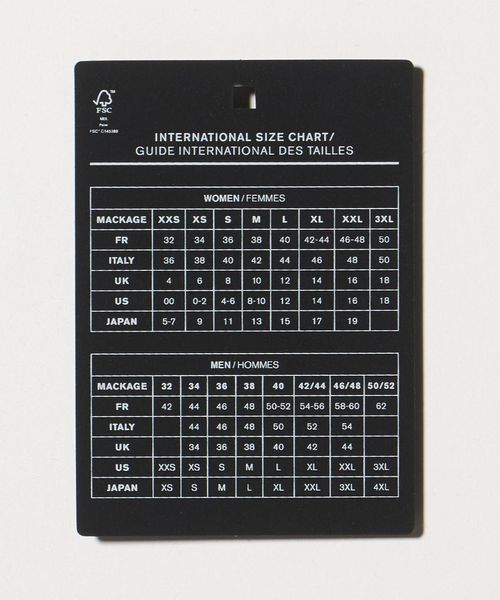 FSC
MIX
Paper
INTERNATIONAL SIZE CHART/
GUIDE INTERNATIONAL DES TAILLES
WOMEN/FEMMES
MACKAGE XXS XS S M L XL XXL 3XL
FR 32 34 36 38 40 42-44 46-48 50
ITALY 36 38 40 42 44 46 48 50
UK 4 6 8 10 12 14 16 18
US 00 0-2 4-6 8-10 12 14 16 18
JAPAN 5-7 9 11 13 15 17 19
MEN/HOMMES
MACKAGE 32 34 36 38 40 42/44 46/48 50/52
FR 42 44 46 48 50-52 54-56 58-60 62
ITALY 44 46 48 50 52 54
UK 34 36 38 40 42 44
US XXS XS S M L XL XXL 3XL
JAPAN XS S M L XL XXL 3XL 4XL